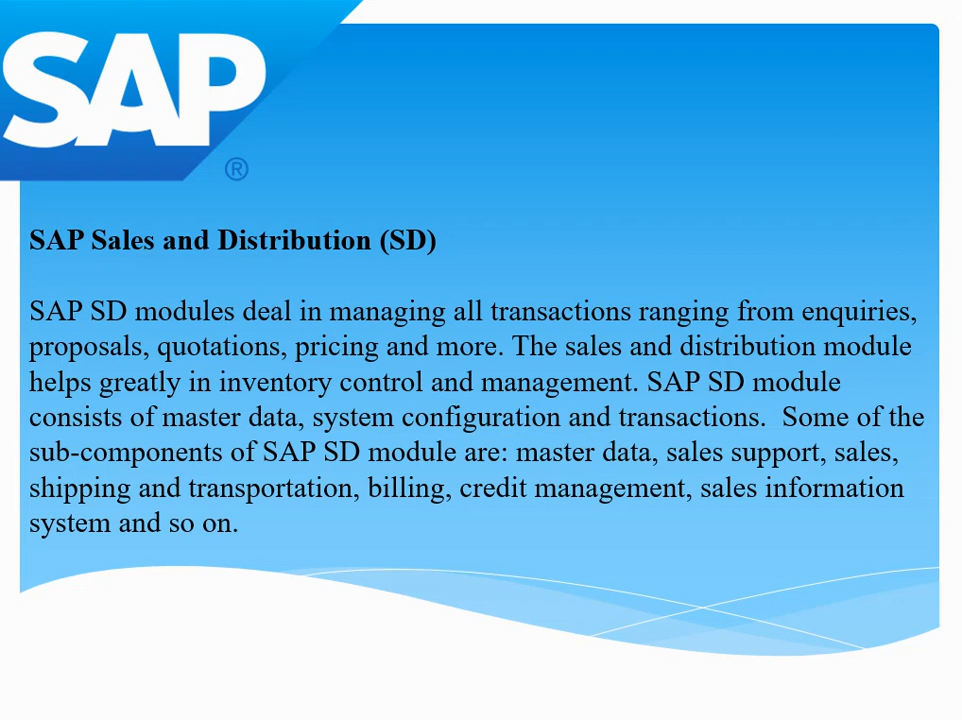 SAP
®
SAP Sales and Distribution (SD)
SAP SD modules deal in managing all transactions ranging from enquiries,
proposals, quotations, pricing and more. The sales and distribution module
helps greatly in inventory control and management. SAP SD module
consists of master data, system configuration and transactions.  Some of the
sub-components of SAP SD module are: master data, sales support, sales,
shipping and transportation, billing, credit management, sales information
system and so on.